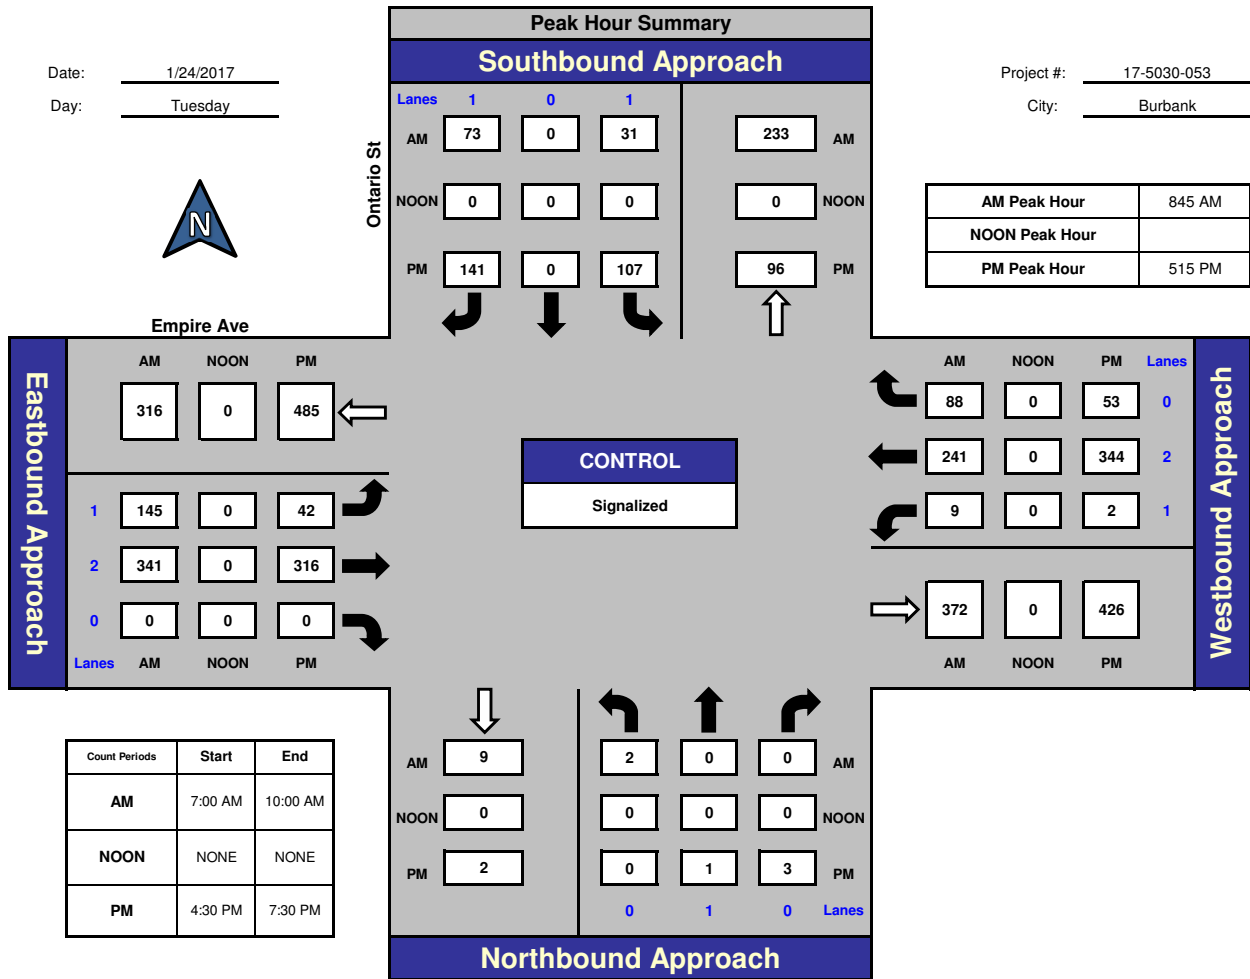 Peak Hour Summary
Southbound Approach
Date: 1/24/2017
Day: Tuesday
Project #: 17-5030-053
City: Burbank
Lanes 1 0 1
AM 73 0 31 233 AM
NOON 0 0 0 0 NOON
PM 141 0 107 96 PM
Ontario St
N
AM Peak Hour 845 AM
NOON Peak Hour
PM Peak Hour 515 PM
Empire Ave
Eastbound Approach
AM NOON PM
316 0 485
1 145 0 42
2 341 0 316
0 0 0 0
Lanes AM NOON PM
CONTROL
Signalized
AM NOON PM Lanes
88 0 53 0
241 0 344 2
9 0 2 1
372 0 426
AM NOON PM
Westbound Approach
Count Periods Start End
AM 7:00 AM 10:00 AM
NOON NONE NONE
PM 4:30 PM 7:30 PM
AM 9 2 0 0 AM
NOON 0 0 0 0 NOON
PM 2 0 1 3 PM
0 1 0 Lanes
Northbound Approach